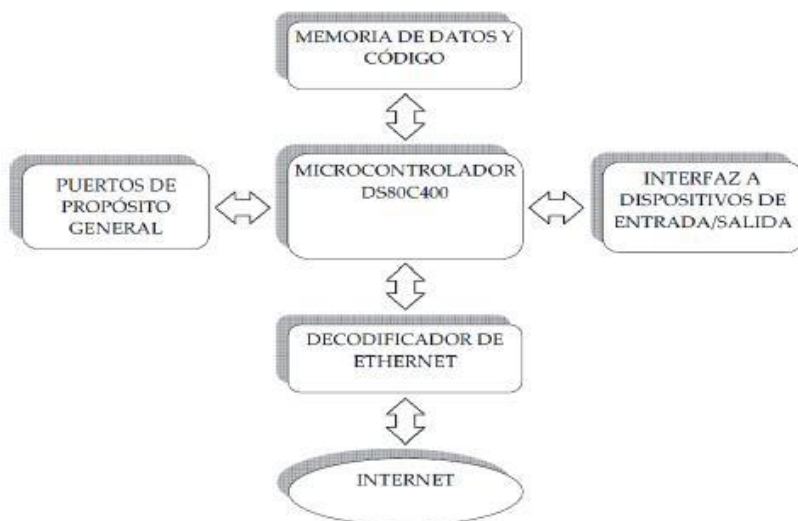 MEMORIA DE DATOS Y
CÓDIGO
PUERTOS DE
PROPÓSITO
GENERAL
MICROCONTROLADOR
DS80C400
INTERFAZ A
DISPOSITIVOS DE
ENTRADA/SALIDA
DECODIFICADOR DE
ETHERNET
INTERNET